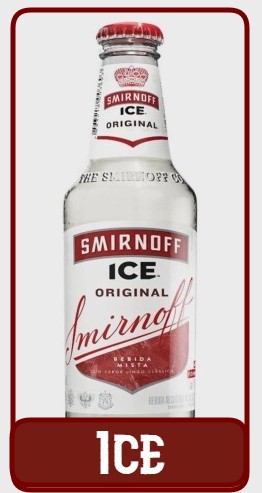 SMIRNOFF
ICE
ORIGINAL
THE SMIRNOFF CO
SMIRNOFF
ICE
ORIGINAL
Smirnoff
BEBIDA
MISTA
ICE